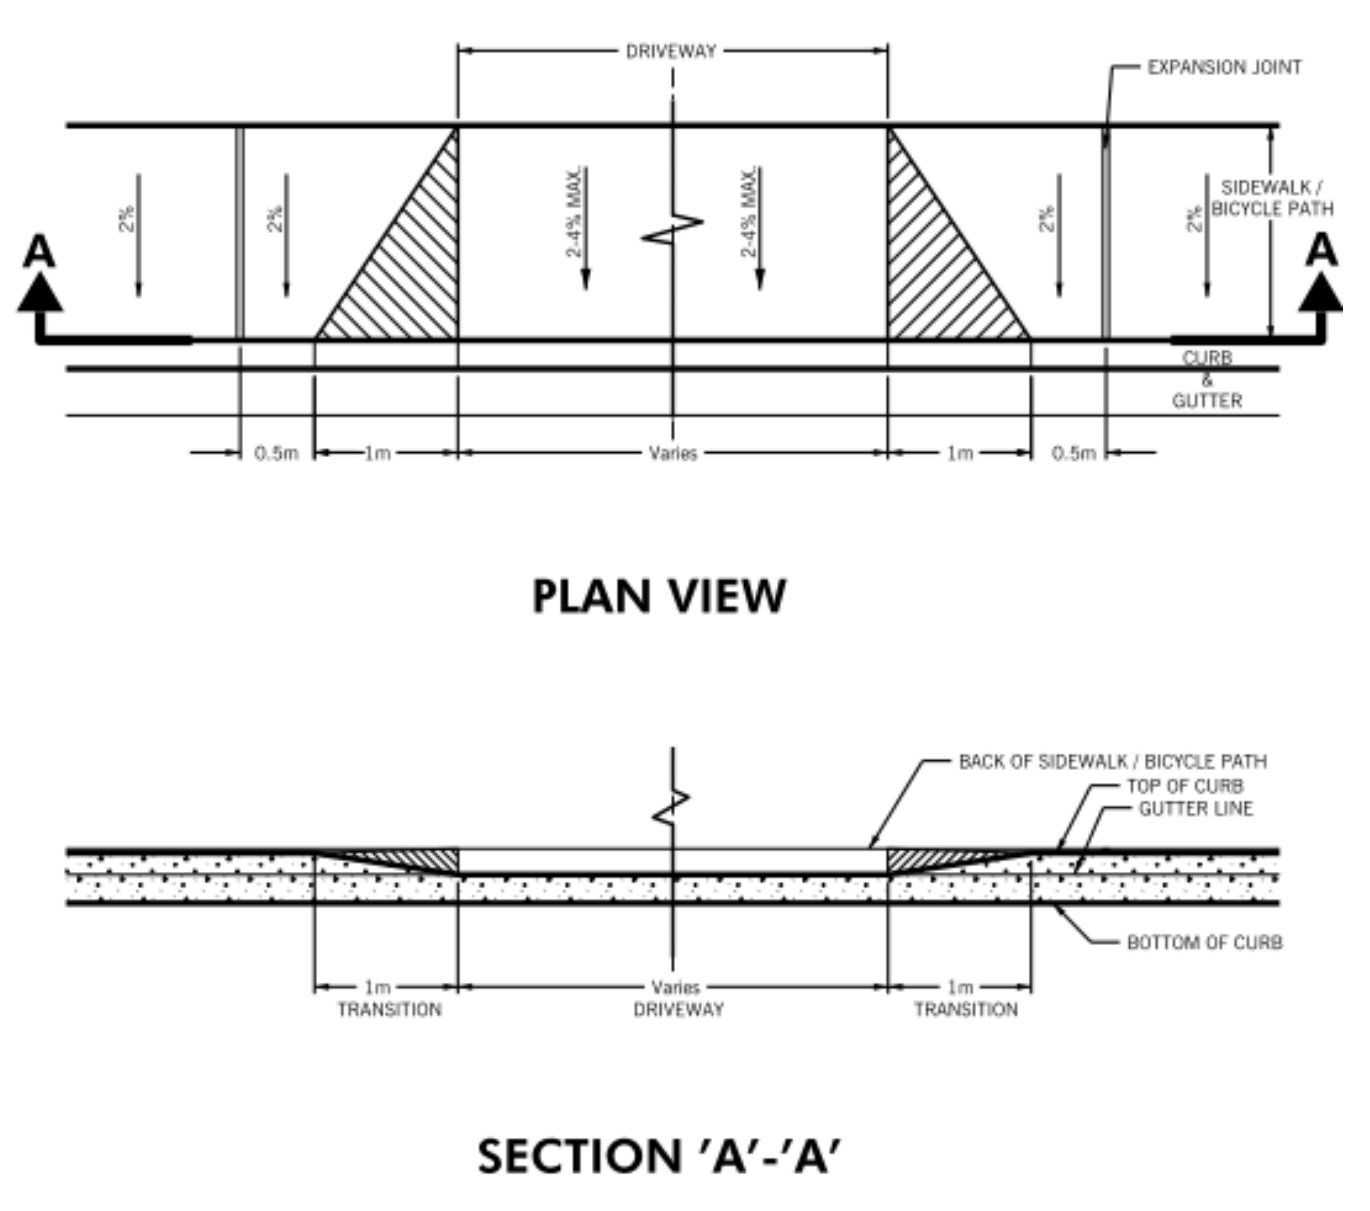 DRIVEWAY
EXPANSION JOINT
2%
2%
2-4% MAX.
2-4% MAX.
2%
2%
SIDEWALK /
BICYCLE PATH
A
A
CURB
&
GUTTER
0.5m
1m
Varies
1m
0.5m
PLAN VIEW
BACK OF SIDEWALK / BICYCLE PATH
TOP OF CURB
GUTTER LINE
BOTTOM OF CURB
1m
TRANSITION
Varies
DRIVEWAY
1m
TRANSITION
SECTION 'A'-'A'